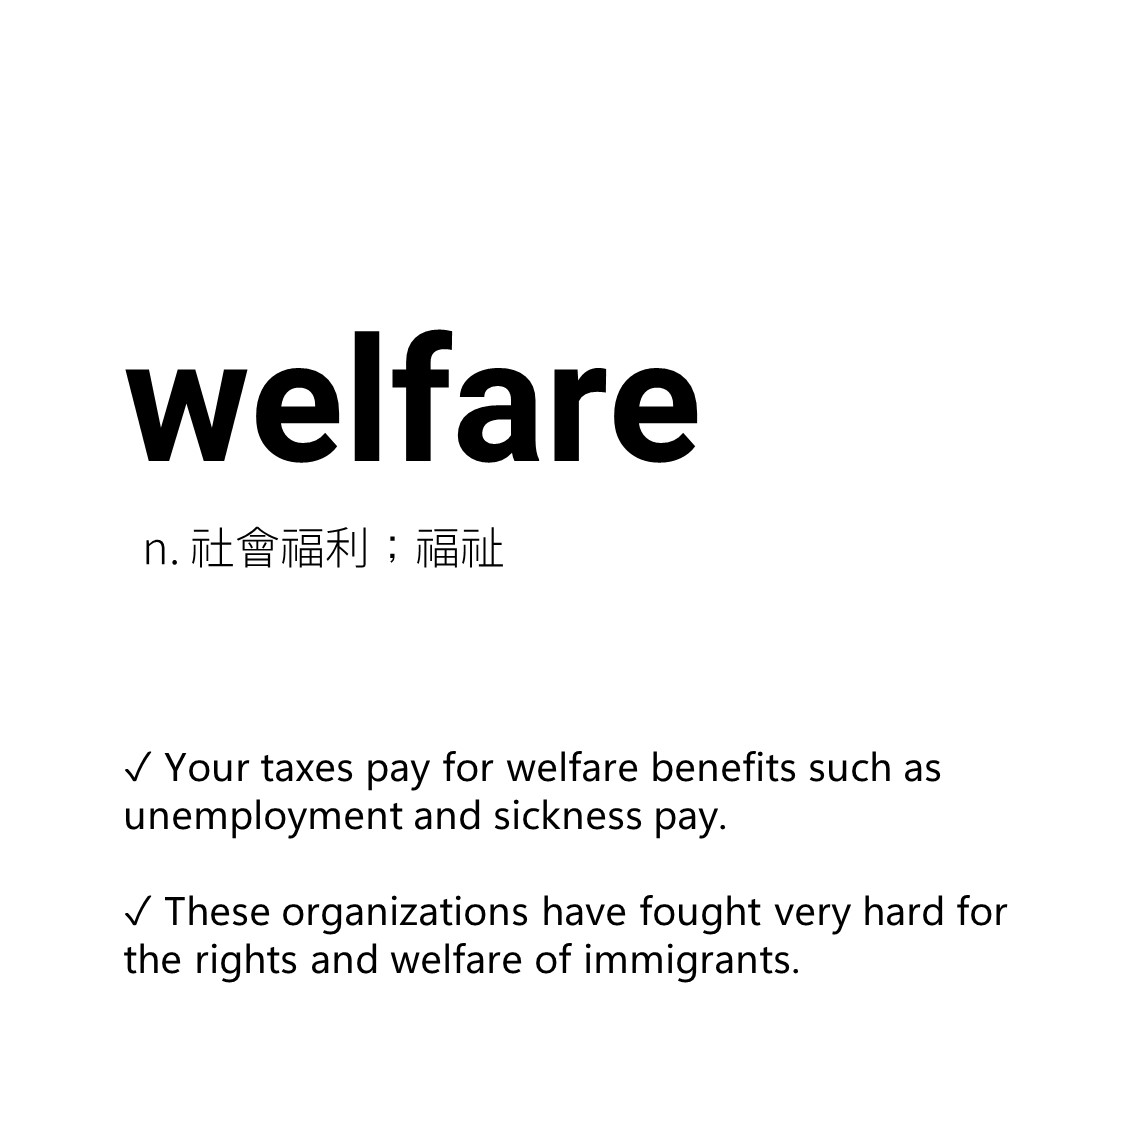 welfare
n. 社會福利；福祉
✓ Your taxes pay for welfare benefits such as
unemployment and sickness pay.
✓ These organizations have fought very hard for
the rights and welfare of immigrants.